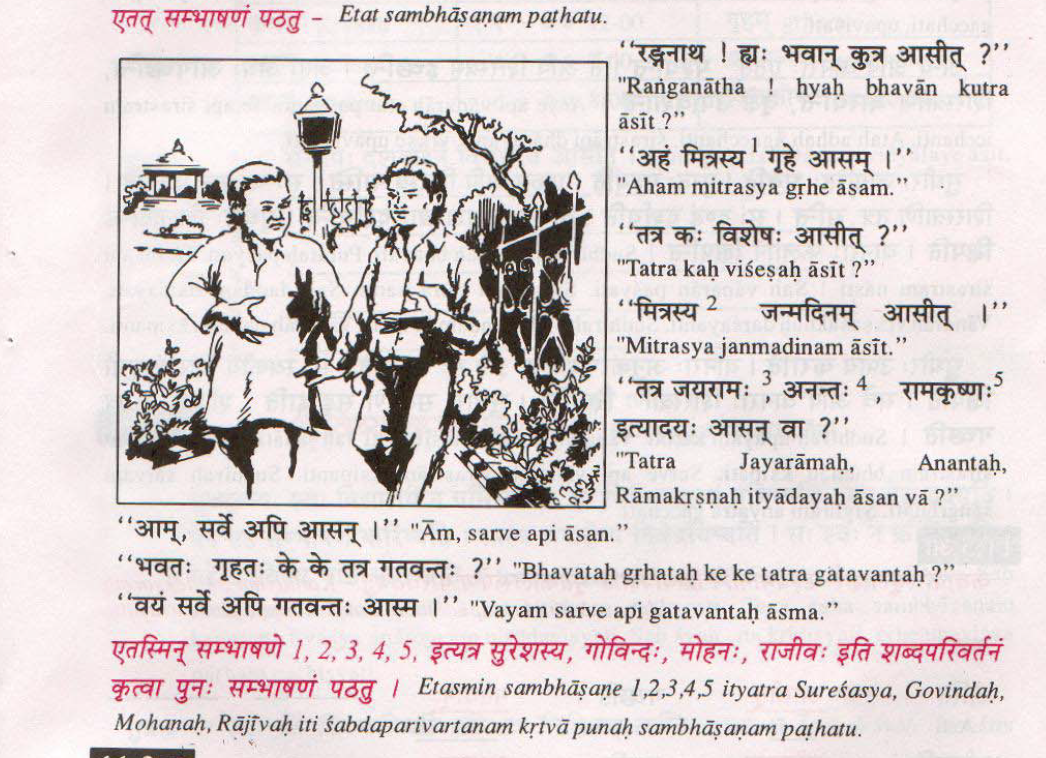 एतत् सम्भाषणं पठतु – Etat sambhāṣaṇam paṭhatu.
“रङ्गनाथ ! ह्यः भवान् कुत्र आसीत् ?”
"Raṅganātha ! hyaḥ bhavān kutra
āsīt ?”
“अहं मित्रस्य¹ गृहे आसम् ।”
"Aham mitrasya gṛhe āsam.”
“तत्र कः विशेषः आसीत् ?”
"Tatra kaḥ viśeṣaḥ āsīt ?”
“मित्रस्य ² जन्मदिनम् आसीत् ।”
"Mitrasya janmadinam āsīt.”
“तत्र जयरामः ³ अनन्तः ⁴ रामकृष्णः⁵
इत्यादयः आसन् वा ?”
"Tatra Jayarāmaḥ, Anantaḥ,
Rāmakṛṣṇaḥ ityādayaḥ āsan vā ?”
“आम्, सर्वे अपि आसन् ।” "Ām, sarve api āsan.”
“भवतः गृहतः के के तत्र गतवन्तः ?” "Bhavataḥ gṛhataḥ ke ke tatra gatavantaḥ ?”
“वयं सर्वे अपि गतवन्तः आस्म ।” "Vayam sarve api gatavantaḥ āsma.”
एतस्मिन् सम्भाषणे 1, 2, 3, 4, 5, इत्यत्र सुरेशस्य, गोविन्दः, मोहनः, राजीवः इति शब्दपरिवर्तनं
कृत्वा पुनः सम्भाषणं पठतु । Etasmin sambhāṣaṇe 1,2,3,4,5 ityatra Sureśasya, Govindaḥ,
Mohanaḥ, Rājīvaḥ iti śabdaparivartanam kṛtvā punaḥ sambhāṣaṇam paṭhatu.